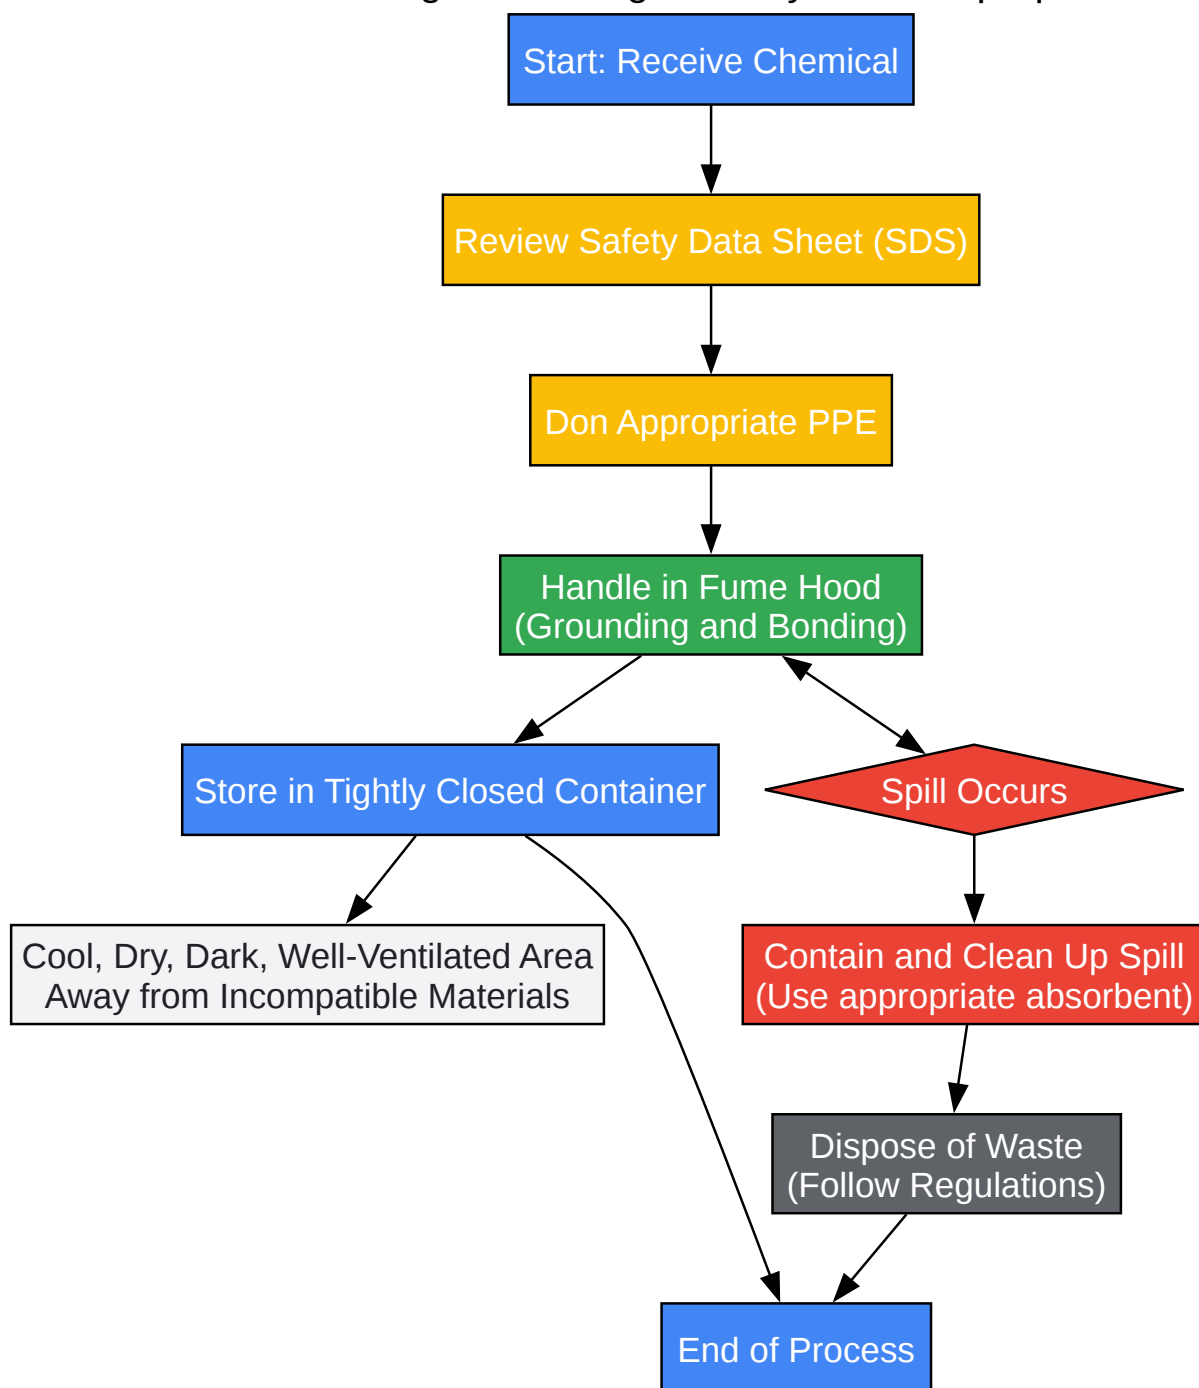 Start: Receive Chemical
Review Safety Data Sheet (SDS)
Don Appropriate PPE
Handle in Fume Hood
(Grounding and Bonding)
Store in Tightly Closed Container
Spill Occurs
Cool, Dry, Dark, Well-Ventilated Area
Away from Incompatible Materials
Contain and Clean Up Spill
(Use appropriate absorbent)
Dispose of Waste
(Follow Regulations)
End of Process